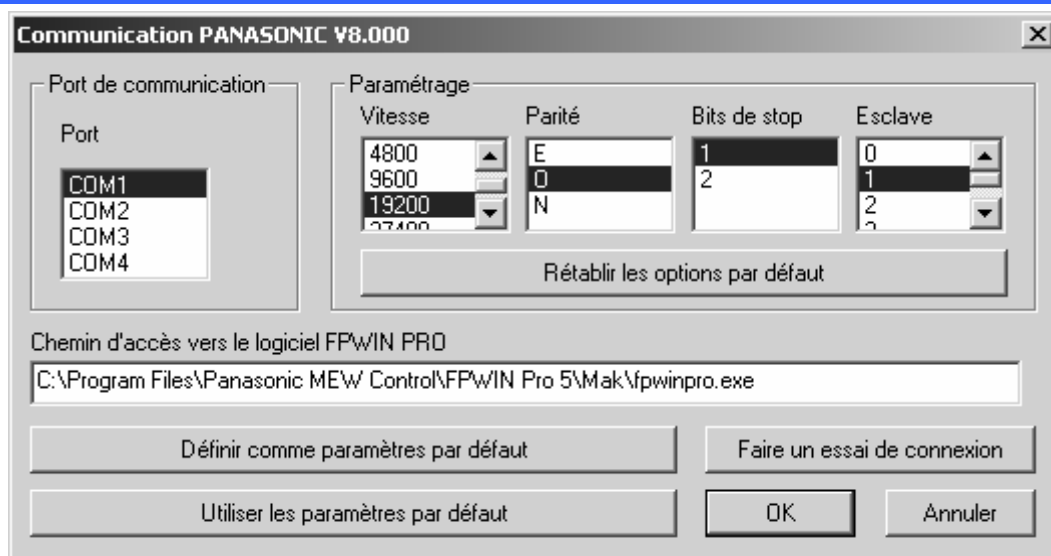 Communication PANASONIC V8.000
Port de communication
Port
COM1
COM2
COM3
COM4
Paramétrage
Vitesse
4800
9600
19200
Parité
E
O
N
Bits de stop
1
2
Esclave
0
1
2
Rétablir les options par défaut
Chemin d'accès vers le logiciel FPWIN PRO
C:\Program Files\Panasonic MEW Control\FPWIN Pro 5\Mak\fpwinpro.exe
Définir comme paramètres par défaut
Faire un essai de connexion
Utiliser les paramètres par défaut
OK
Annuler